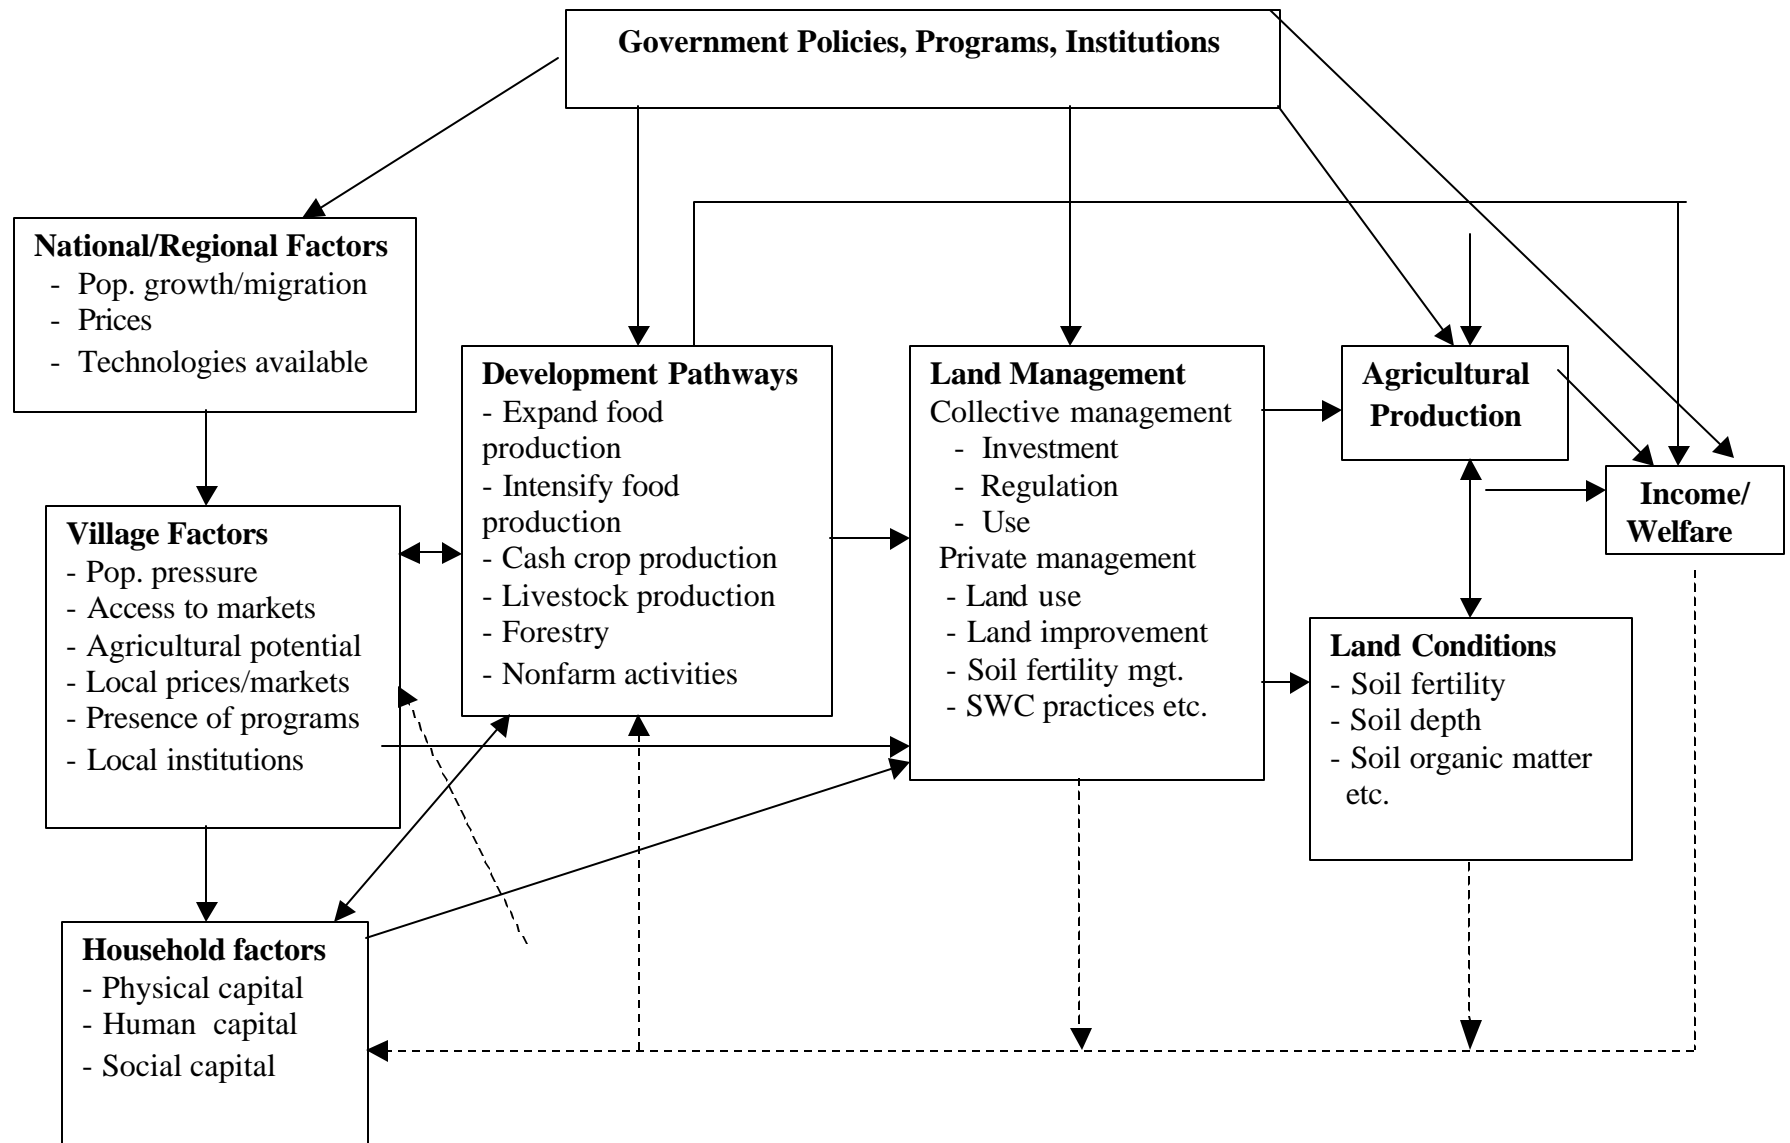 Government Policies, Programs, Institutions
National/Regional Factors
- Pop. growth/migration
- Prices
- Technologies available
Village Factors
- Pop. pressure
- Access to markets
- Agricultural potential
- Local prices/markets
- Presence of programs
- Local institutions
Household factors
- Physical capital
- Human capital
- Social capital
Development Pathways
- Expand food
production
- Intensify food
production
- Cash crop production
- Livestock production
- Forestry
- Nonfarm activities
Land Management
Collective management
- Investment
- Regulation
- Use
Private management
- Land use
- Land improvement
- Soil fertility mgt.
- SWC practices etc.
Agricultural
Production
Income/
Welfare
Land Conditions
- Soil fertility
- Soil depth
- Soil organic matter
etc.